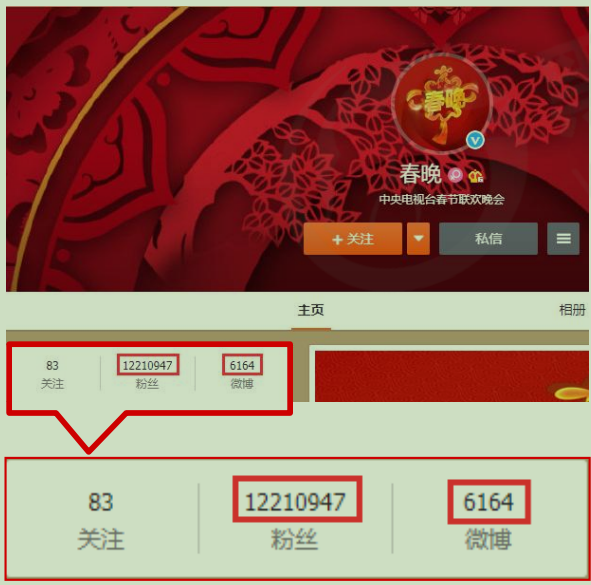 春晚
春晚
中央电视台春节联欢晚会
+关注
私信
主页
相册
83
12210947
6164
关注
粉丝
微博
83
12210947
6164
关注
粉丝
微博